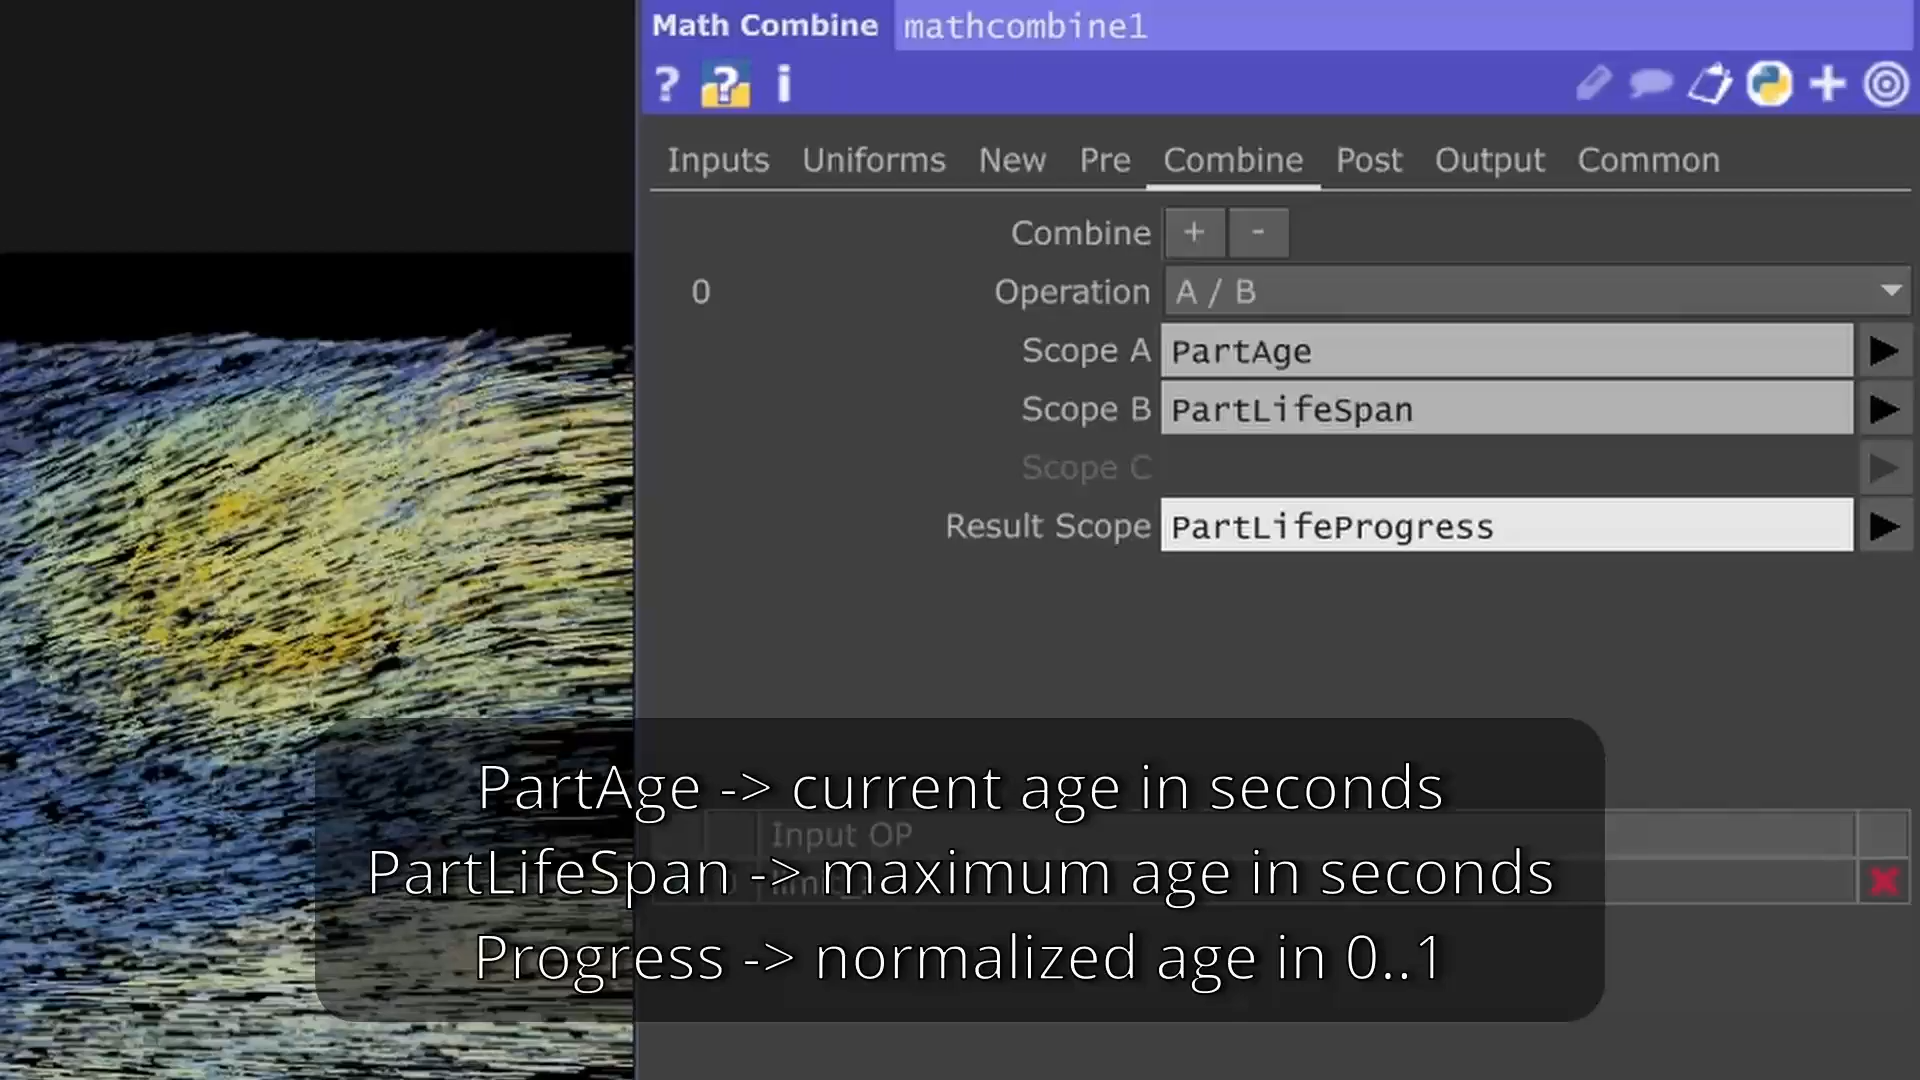 Math Combine mathcombine1
? ? i
Inputs Uniforms New Pre Combine Post Output Common
Combine + -
0 Operation A / B
Scope A PartAge
Scope B PartLifeSpan
Scope C
Result Scope PartLifeProgress
PartAge -> current age in seconds
Input OP
PartLifeSpan -> maximum age in seconds
Progress -> normalized age in 0..1